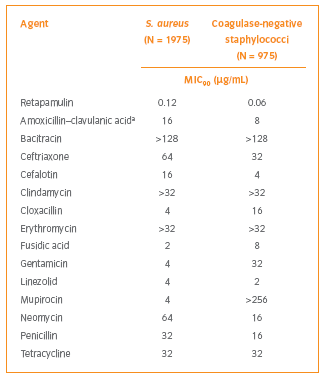 Agent S. aureus Coagulase-negative
(N = 1975) staphylococci
(N = 975)
MIC90 (μg/mL)
Retapamulin 0.12 0.06
Amoxicillin–clavulanic acidª 16 8
Bacitracin >128 >128
Ceftriaxone 64 32
Cefalotin 16 4
Clindamycin >32 >32
Cloxacillin 4 16
Erythromycin >32 >32
Fusidic acid 2 8
Gentamicin 4 32
Linezolid 4 2
Mupirocin 4 >256
Neomycin 64 16
Penicillin 32 16
Tetracycline 32 32